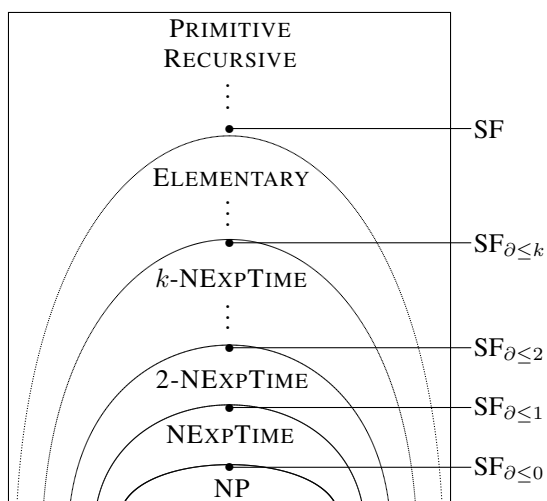 PRIMITIVE
RECURSIVE
SF
ELEMENTARY
SF∂≤k
k-NEXPTIME
SF∂≤2
2-NEXPTIME
SF∂≤1
NEXPTIME
SF∂≤0
NP